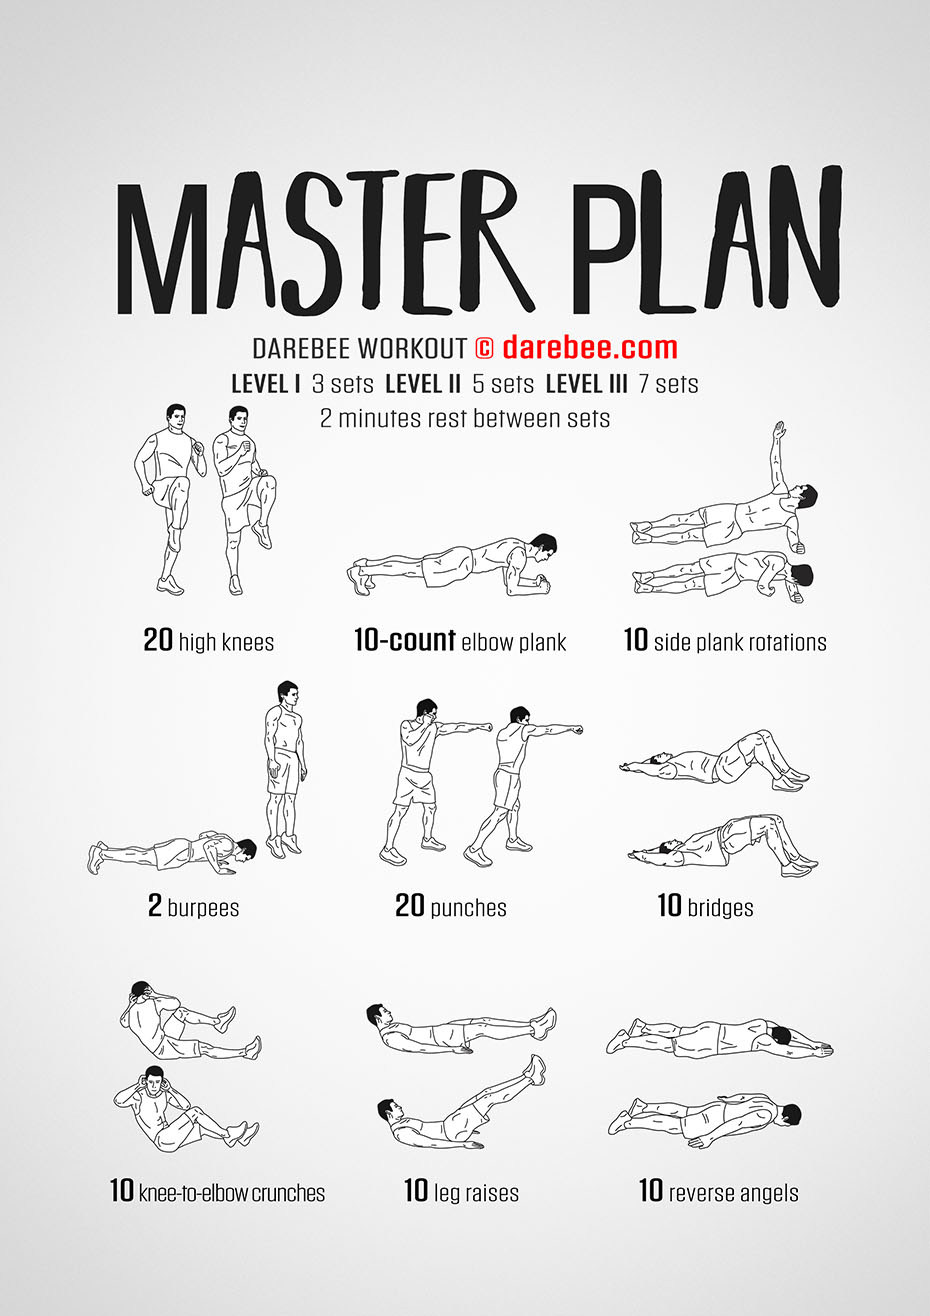 MASTER PLAN
DAREBEE WORKOUT © darebee.com
LEVEL I 3 sets LEVEL II 5 sets LEVEL III 7 sets
2 minutes rest between sets
20 high knees
10-count elbow plank
10 side plank rotations
2 burpees
20 punches
10 bridges
10 knee-to-elbow crunches
10 leg raises
10 reverse angels